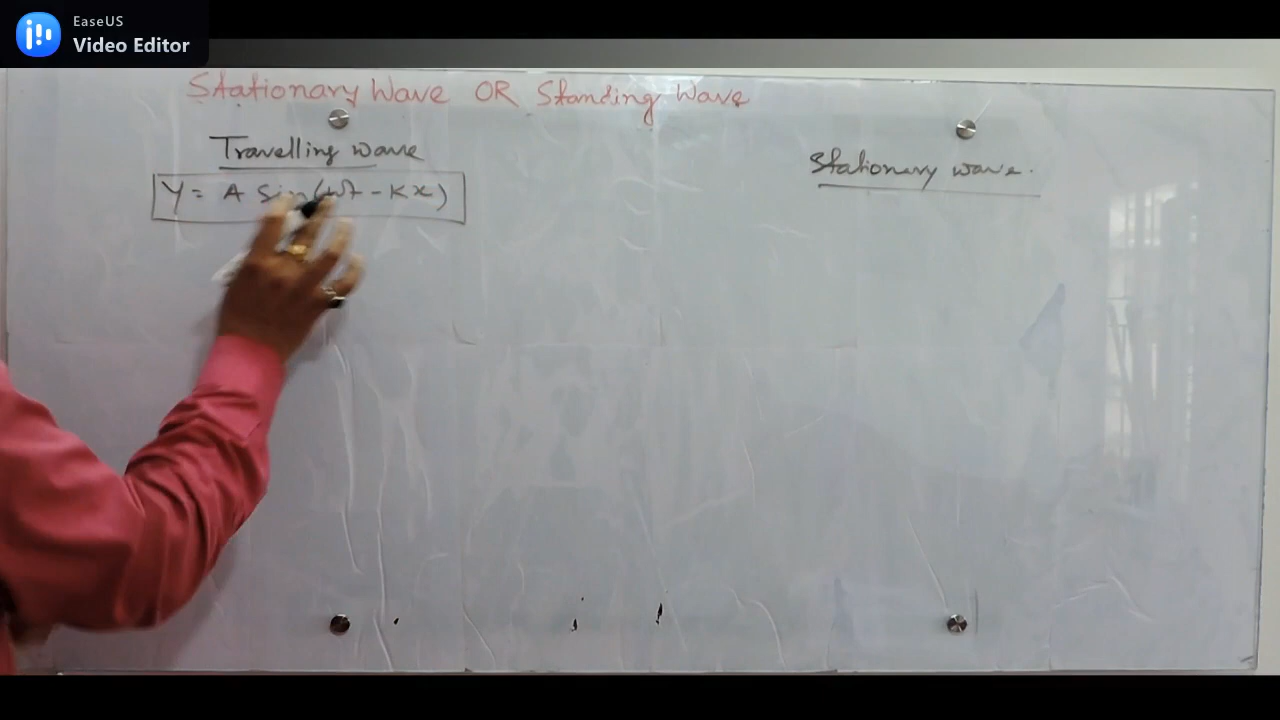 EaseUS
Video Editor
Stationary Wave OR Standing Wave
Travelling wave
Stationary wave.
Y = A Sin(ωt - Kx)